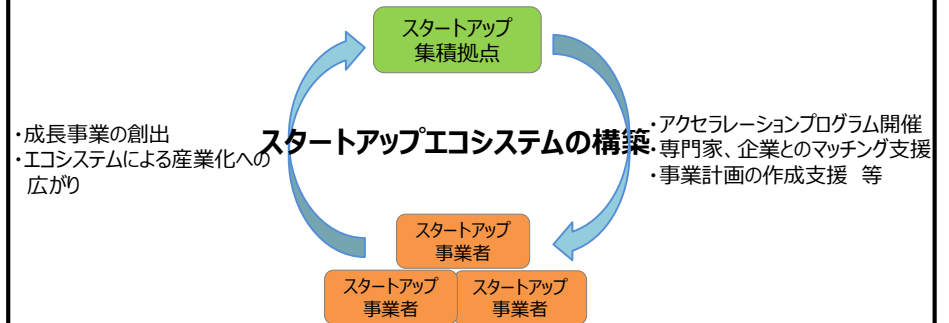 スタートアップ
集積拠点
・成長事業の創出
・エコシステムによる産業化への
広がり
スタートアップエコシステムの構築
・アクセラレーションプログラム開催
・専門家、企業とのマッチング支援
・事業計画の作成支援 等
スタートアップ
事業者
スタートアップ
事業者
スタートアップ
事業者